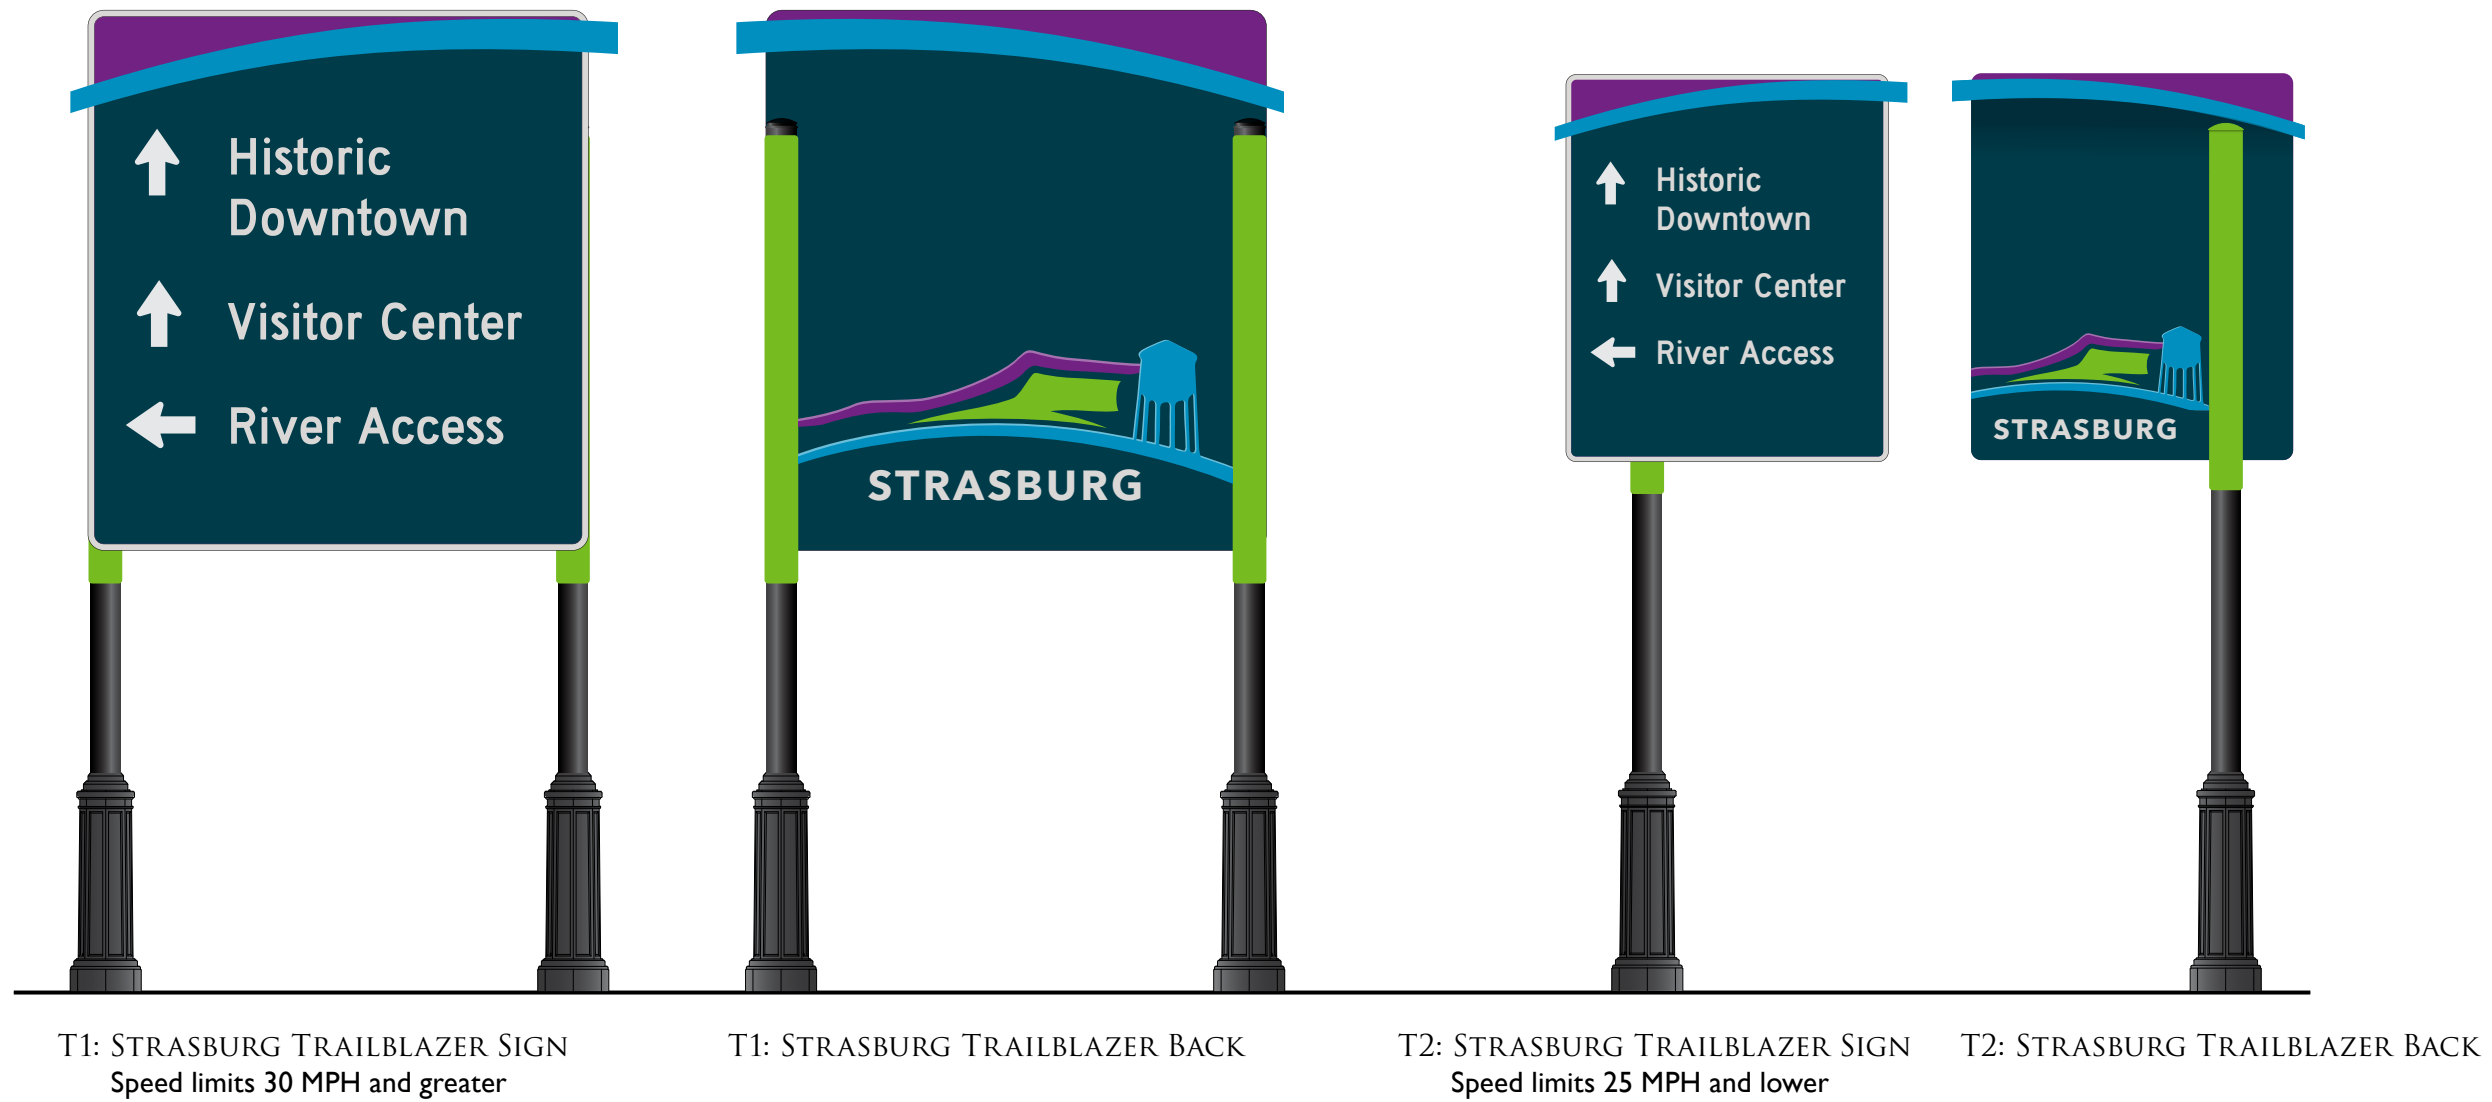 Historic
Downtown
Visitor Center
River Access
STRASBURG
Historic
Downtown
Visitor Center
River Access
STRASBURG
T1: Strasburg Trailblazer Sign
Speed limits 30 MPH and greater
T1: Strasburg Trailblazer Back
T2: Strasburg Trailblazer Sign
Speed limits 25 MPH and lower
T2: Strasburg Trailblazer Back